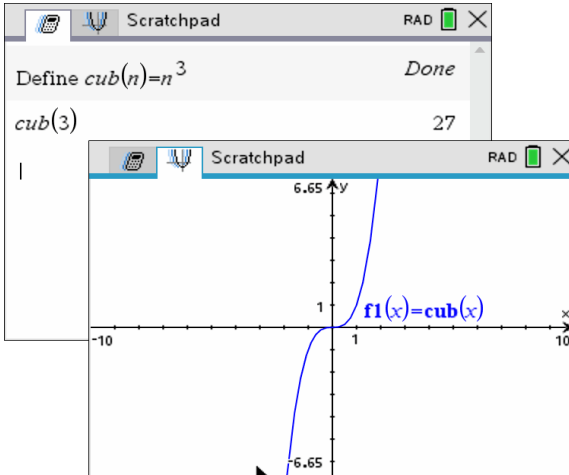 Scratchpad RAD
Define cub(n)=n³ Done
cub(3) 27
Scratchpad RAD
6.65 y
1 f1(x)=cub(x) x
-10 1 10
-6.65